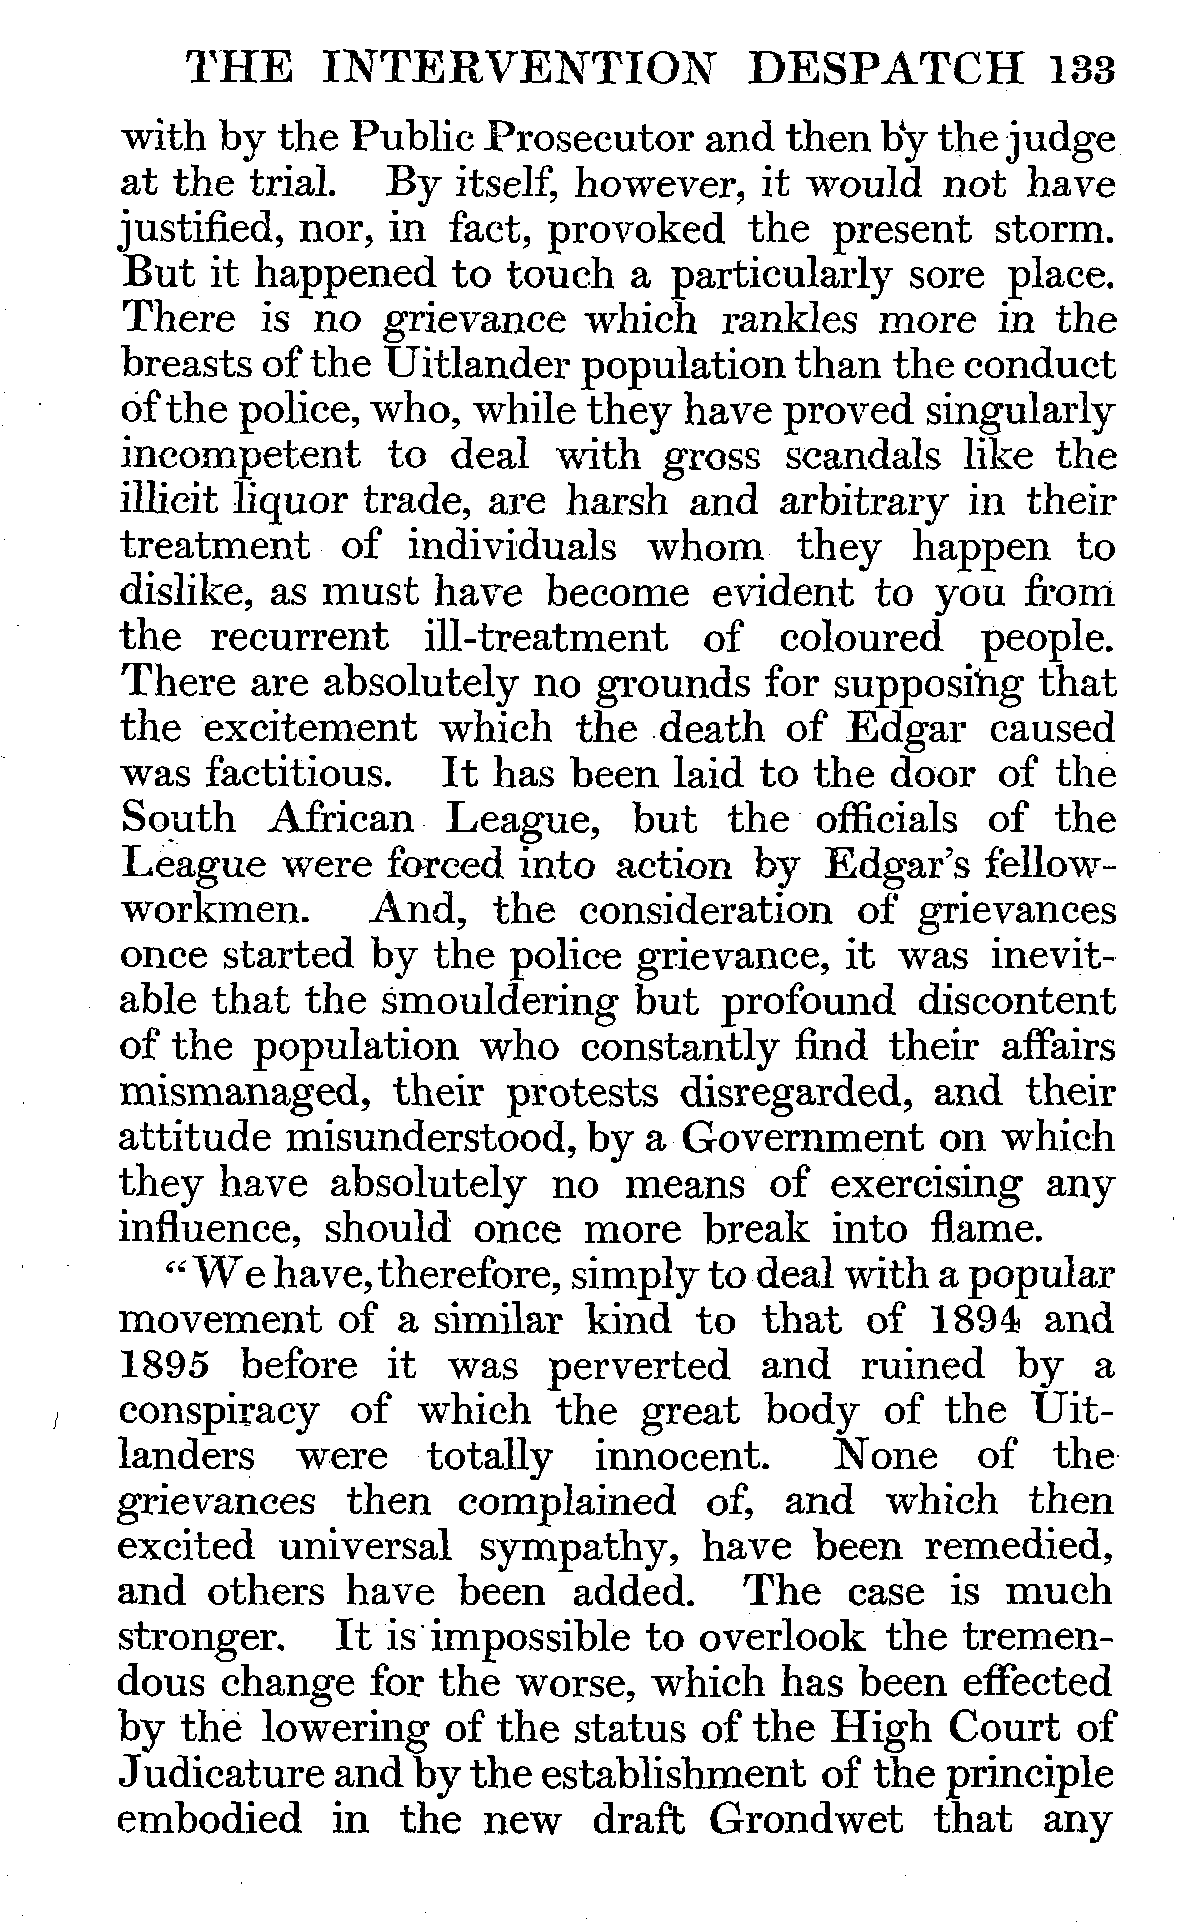 THE INTERVENTION DESPATCH 133
with by the Public Prosecutor and then by the judge
at the trial. By itself, however, it would not have
justified, nor, in fact, provoked the present storm.
But it happened to touch a particularly sore place.
There is no grievance which rankles more in the
breasts of the Uitlander population than the conduct
of the police, who, while they have proved singularly
incompetent to deal with gross scandals like the
illicit liquor trade, are harsh and arbitrary in their
treatment of individuals whom they happen to
dislike, as must have become evident to you from
the recurrent ill-treatment of coloured people.
There are absolutely no grounds for supposing that
the excitement which the death of Edgar caused
was factitious. It has been laid to the door of the
South African League, but the officials of the
League were forced into action by Edgar's fellow-
workmen. And, the consideration of grievances
once started by the police grievance, it was inevit-
able that the smouldering but profound discontent
of the population who constantly find their affairs
mismanaged, their protests disregarded, and their
attitude misunderstood, by a Government on which
they have absolutely no means of exercising any
influence, should once more break into flame.
"We have, therefore, simply to deal with a popular
movement of a similar kind to that of 1894 and
1895 before it was perverted and ruined by a
conspiracy of which the great body of the Uit-
landers were totally innocent. None of the
grievances then complained of, and which then
excited universal sympathy, have been remedied,
and others have been added. The case is much
stronger. It is impossible to overlook the tremen-
dous change for the worse, which has been effected
by the lowering of the status of the High Court of
Judicature and by the establishment of the principle
embodied in the new draft Grondwet that any